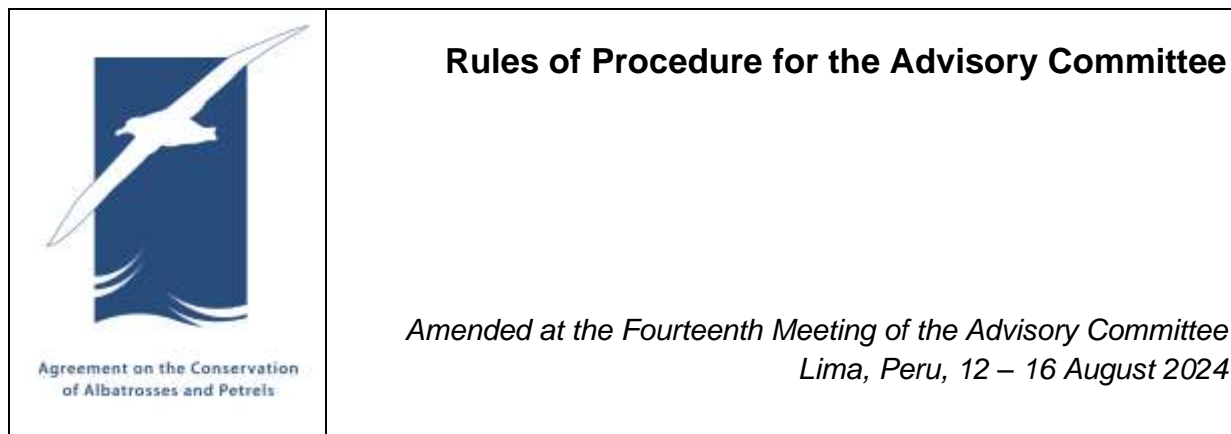 Rules of Procedure for the Advisory Committee
Amended at the Fourteenth Meeting of the Advisory Committee
Lima, Peru, 12 – 16 August 2024
Agreement on the Conservation
of Albatrosses and Petrels